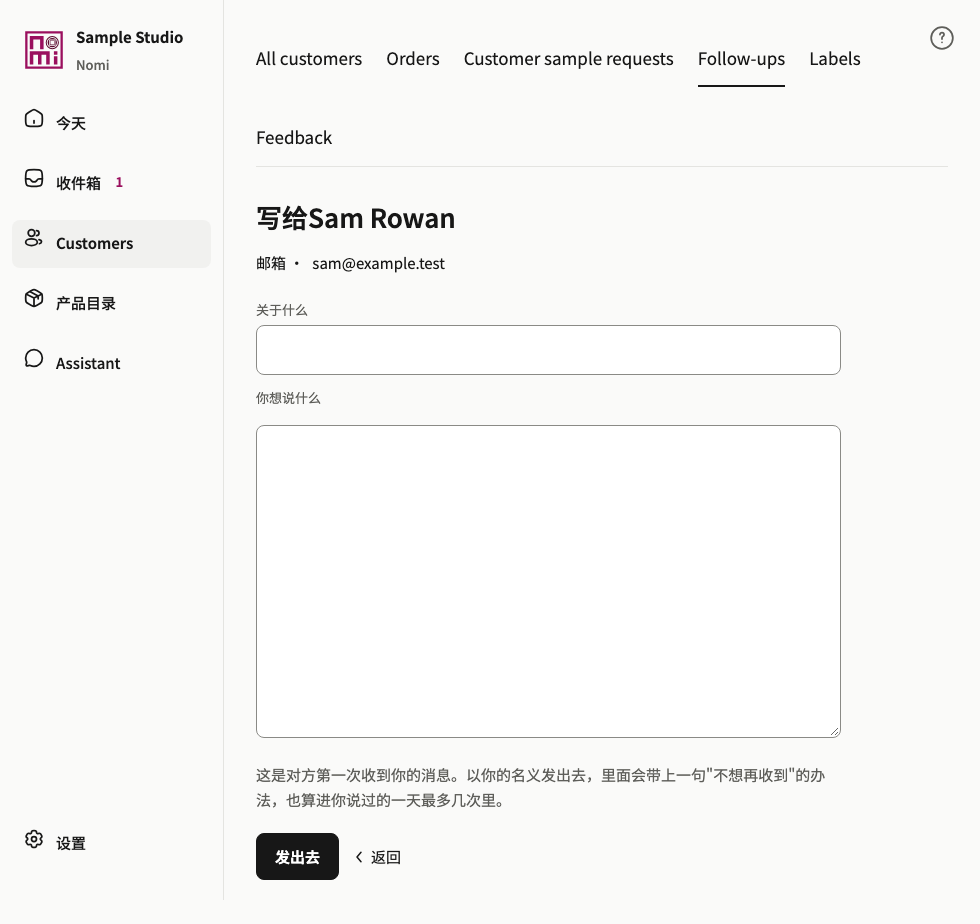 nomi
Sample Studio
Nomi
今天
收件箱 1
Customers
产品目录
Assistant
设置
All customers
Orders
Customer sample requests
Follow-ups
Labels
Feedback
写给Sam Rowan
邮箱 · sam@example.test
关于什么
你想说什么
这是对方第一次收到你的消息。以你的名义发出去，里面会带上一句"不想再收到"的办
法，也算进你说过的一天最多几次里。
发出去
返回
?